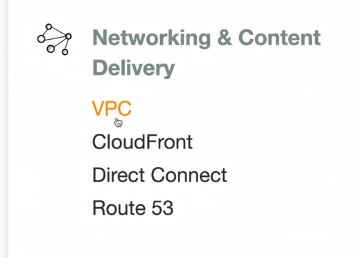 Networking & Content
Delivery
VPC
CloudFront
Direct Connect
Route 53